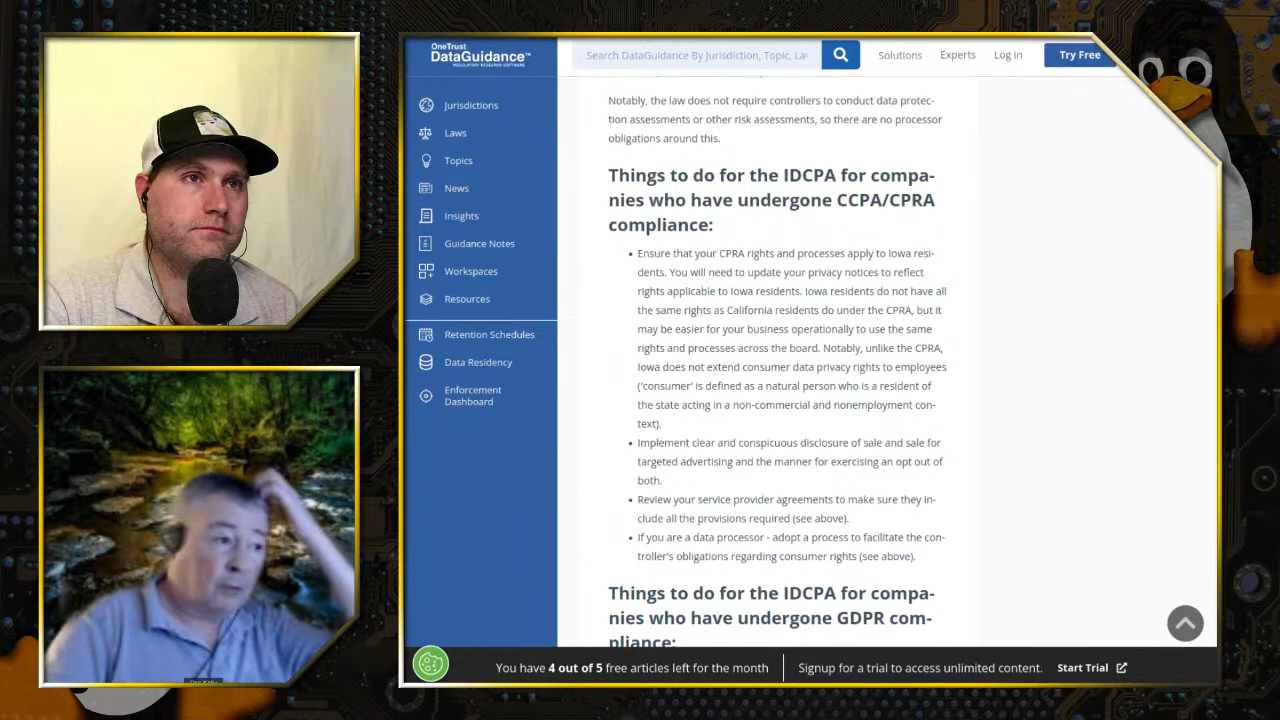 OneTrust
DataGuidance™
REGULATORY RESEARCH SOFTWARE
Search DataGuidance By Jurisdiction, Topic, La
Solutions
Experts
Log in
Try Free
Jurisdictions
Laws
Topics
News
Insights
Guidance Notes
Workspaces
Resources
Retention Schedules
Data Residency
Enforcement
Dashboard
Notably, the law does not require controllers to conduct data protec-
tion assessments or other risk assessments, so there are no processor
obligations around this.
Things to do for the IDCPA for compa-
nies who have undergone CCPA/CPRA
compliance:
• Ensure that your CPRA rights and processes apply to Iowa resi-
dents. You will need to update your privacy notices to reflect
rights applicable to Iowa residents. Iowa residents do not have all
the same rights as California residents do under the CPRA, but it
may be easier for your business operationally to use the same
rights and processes across the board. Notably, unlike the CPRA,
Iowa does not extend consumer data privacy rights to employees
('consumer' is defined as a natural person who is a resident of
the state acting in a non-commercial and nonemployment con-
text).
• Implement clear and conspicuous disclosure of sale and sale for
targeted advertising and the manner for exercising an opt out of
both.
• Review your service provider agreements to make sure they in-
clude all the provisions required (see above).
• If you are a data processor - adopt a process to facilitate the con-
troller's obligations regarding consumer rights (see above).
Things to do for the IDCPA for compa-
nies who have undergone GDPR com-
pliance:
You have 4 out of 5 free articles left for the month
Signup for a trial to access unlimited content.
Start Trial